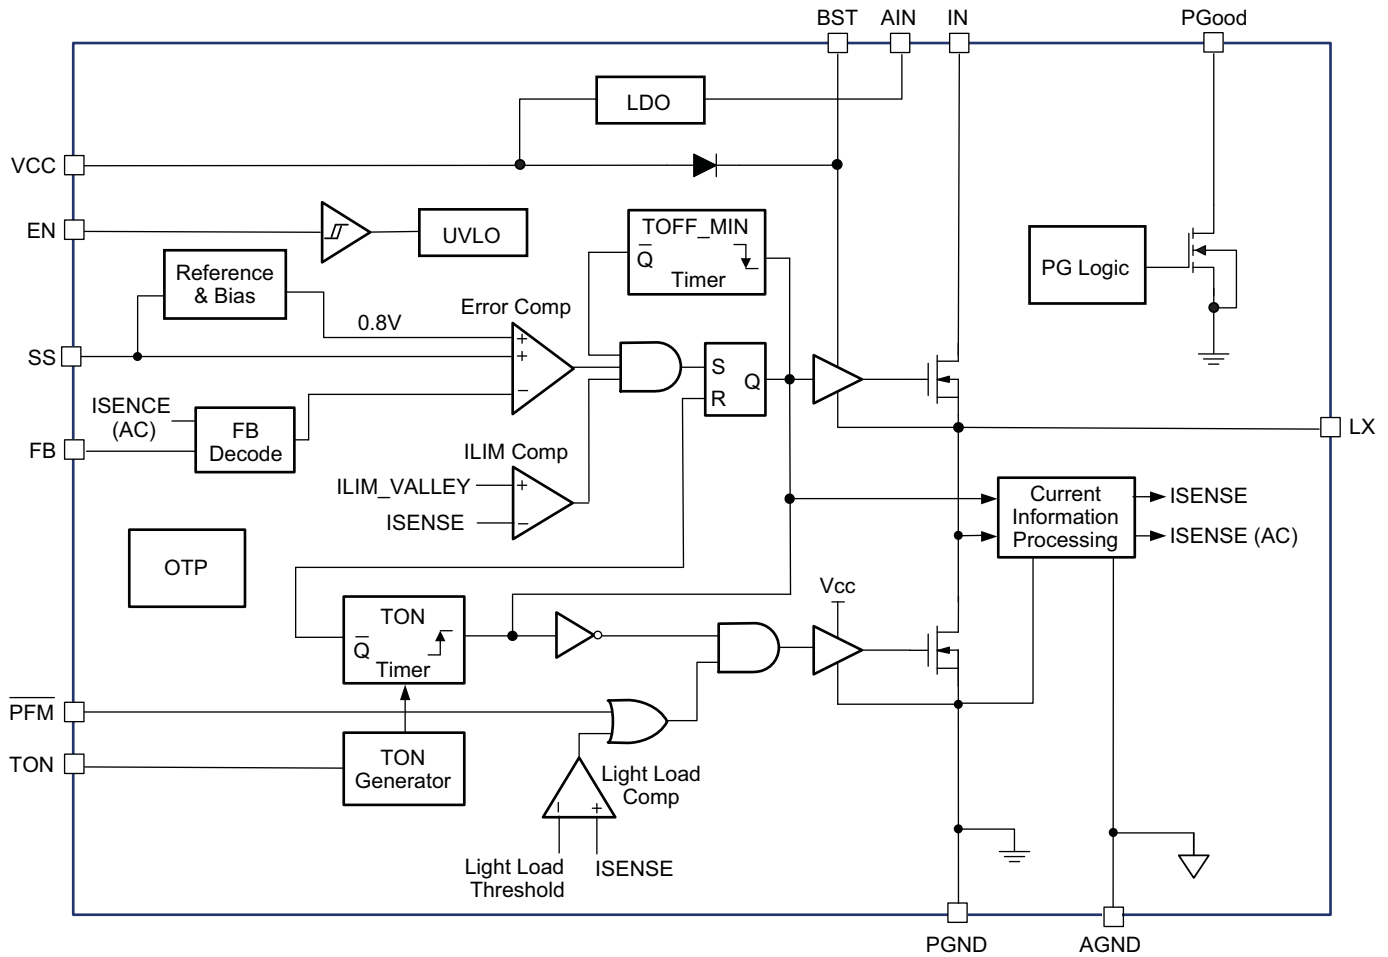 BST AIN IN PGood
LDO
VCC
EN
UVLO
TOFF_MIN
Q̅
Timer
Reference
& Bias
PG Logic
Error Comp
0.8V
+
+
−
SS
S
Q
R
ISENCE
(AC)
FB
Decode
FB
LX
ILIM Comp
ILIM_VALLEY
+
ISENSE
−
Current
Information
Processing
ISENSE
ISENSE (AC)
OTP
Vcc
TON
Q̅
Timer
P̅F̅M̅
TON
TON
Generator
Light Load
Comp
− +
Light Load
Threshold
ISENSE
PGND AGND